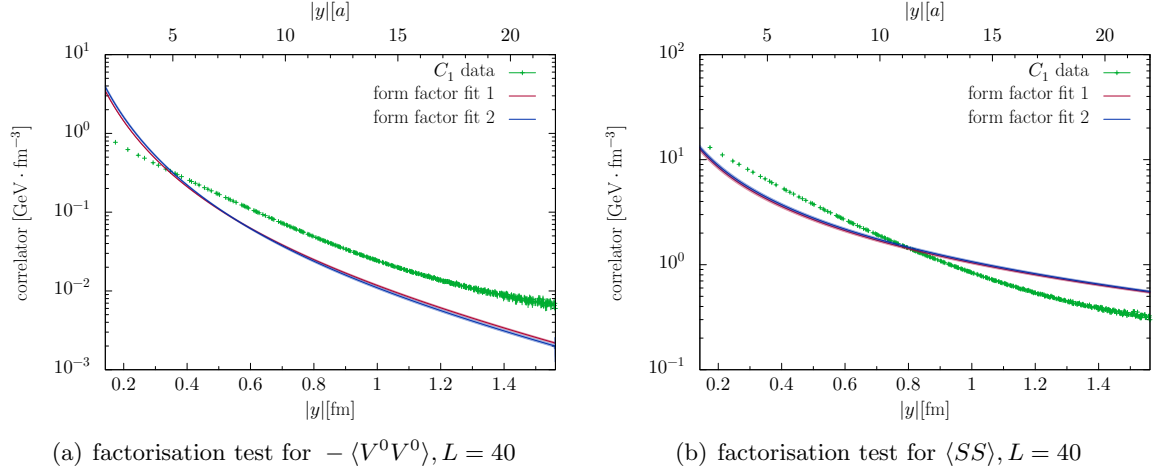 |y|[a]
5 10 15 20
10^1
10^0
10^{-1}
10^{-2}
10^{-3}
correlator [GeV · fm^{-3}]
C_1 data
form factor fit 1
form factor fit 2
0.2 0.4 0.6 0.8 1 1.2 1.4
|y|[fm]
(a) factorisation test for − ⟨V^0V^0⟩, L = 40
|y|[a]
5 10 15 20
10^2
10^1
10^0
10^{-1}
correlator [GeV · fm^{-3}]
C_1 data
form factor fit 1
form factor fit 2
0.2 0.4 0.6 0.8 1 1.2 1.4
|y|[fm]
(b) factorisation test for ⟨SS⟩, L = 40